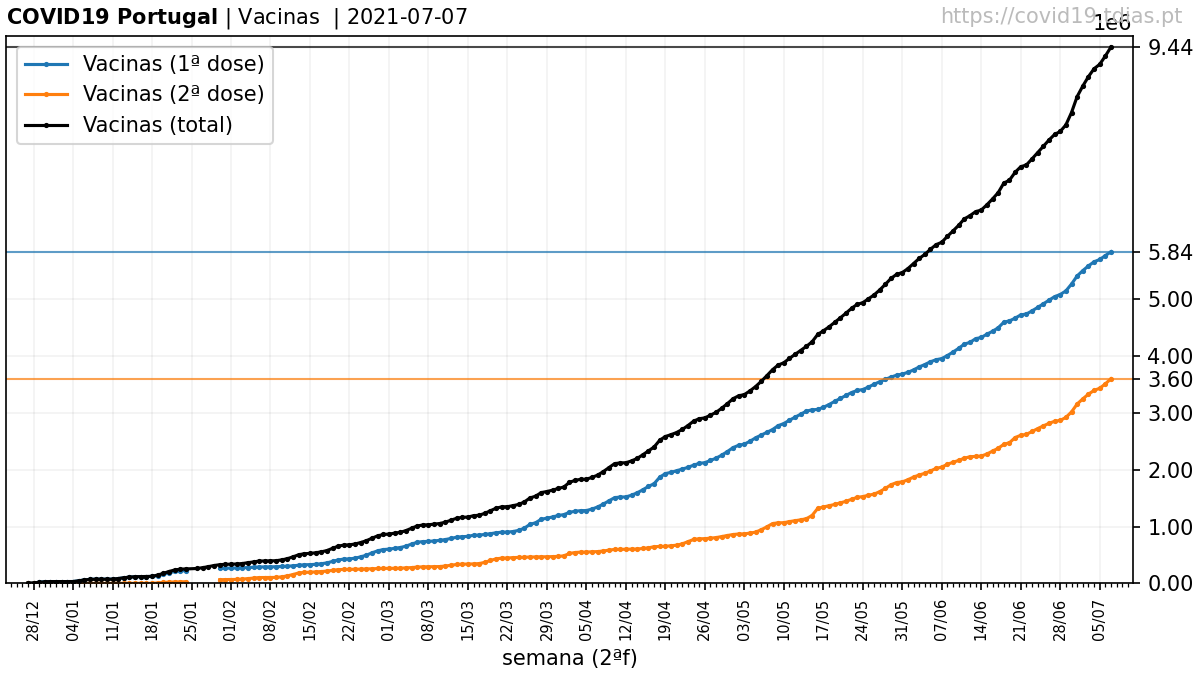 COVID19 Portugal | Vacinas | 2021-07-07
https://covid19.tdias.pt
1e6
Vacinas (1ª dose)
Vacinas (2ª dose)
Vacinas (total)
9.44
5.84
5.00
4.00
3.60
3.00
2.00
1.00
0.00
28/12 04/01 11/01 18/01 25/01 01/02 08/02 15/02 22/02 01/03 08/03 15/03 22/03 29/03 05/04 12/04 19/04 26/04 03/05 10/05 17/05 24/05 31/05 07/06 14/06 21/06 28/06 05/07
semana (2ªf)